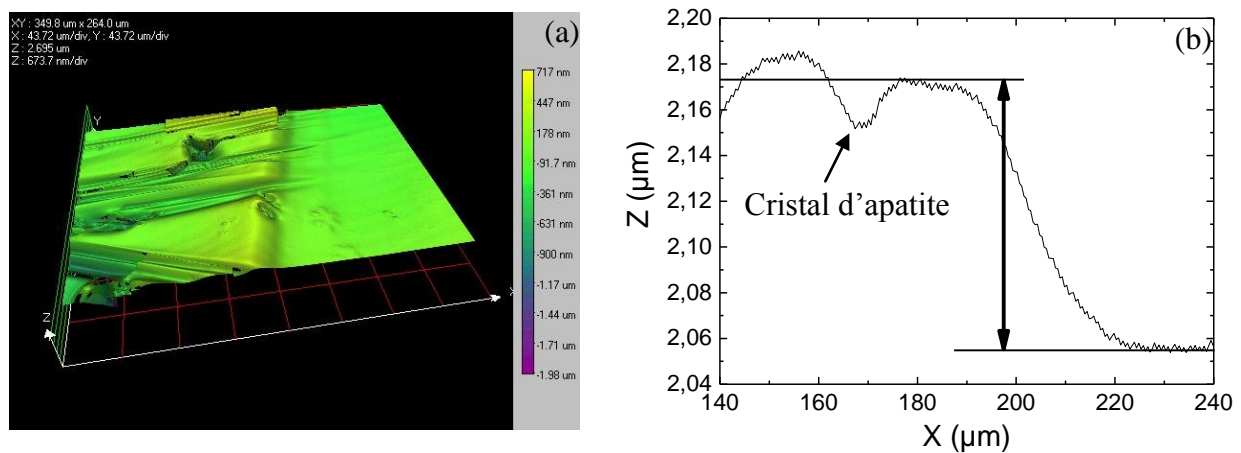 XY : 349.8 um x 264.0 um
X : 43.72 um/div, Y : 43.72 um/div
Z : 2.695 um
Z : 673.7 nm/div
(a)
717 nm
447 nm
178 nm
-91.7 nm
-361 nm
-631 nm
-900 nm
-1.17 um
-1.44 um
-1.71 um
-1.98 um
Y
X
Z
(b)
2,20
2,18
2,16
2,14
2,12
2,10
2,08
2,06
2,04
Z (µm)
Cristal d'apatite
140 160 180 200 220 240
X (µm)